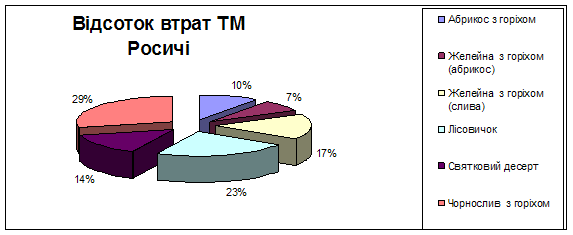 Відсоток втрат ТМ
Росичі
10%
7%
17%
23%
14%
29%
Абрикос з горіхом
Желейна з горіхом
(абрикос)
Желейна з горіхом
(слива)
Лісовичок
Святковий десерт
Чорнослив з горіхом